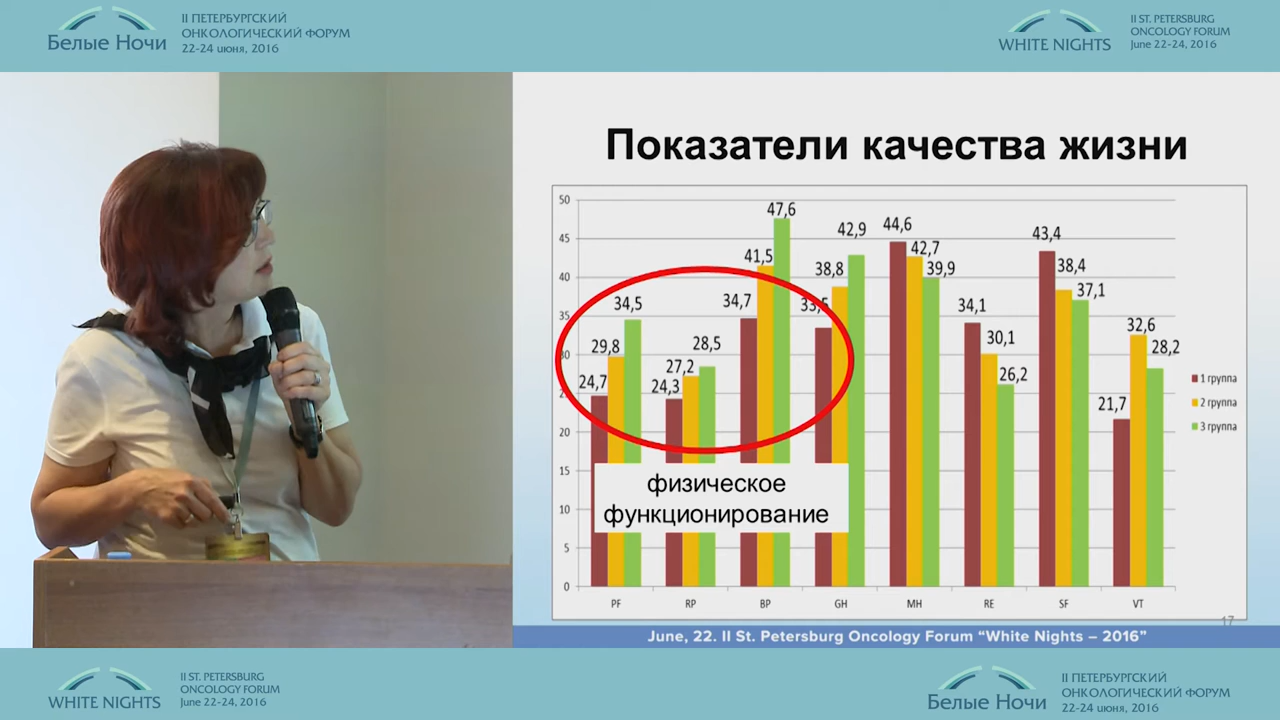 Белые Ночи
II ПЕТЕРБУРГСКИЙ
ОНКОЛОГИЧЕСКИЙ ФОРУМ
22-24 июня, 2016
WHITE NIGHTS
II ST. PETERSBURG
ONCOLOGY FORUM
June 22-24, 2016
Показатели качества жизни
50
45
40
35
30
20
15
10
5
0
24,7
29,8
34,5
24,3
27,2
28,5
34,7
41,5
47,6
33,5
38,8
42,9
44,6
42,7
39,9
34,1
30,1
26,2
43,4
38,4
37,1
21,7
32,6
28,2
физическое
функционирование
PF RP BP GH MH RE SF VT
1 группа
2 группа
3 группа
17
June, 22. II St. Petersburg Oncology Forum “White Nights – 2016”
WHITE NIGHTS
II ST. PETERSBURG
ONCOLOGY FORUM
June 22-24, 2016
Белые Ночи
II ПЕТЕРБУРГСКИЙ
ОНКОЛОГИЧЕСКИЙ ФОРУМ
22-24 июня, 2016